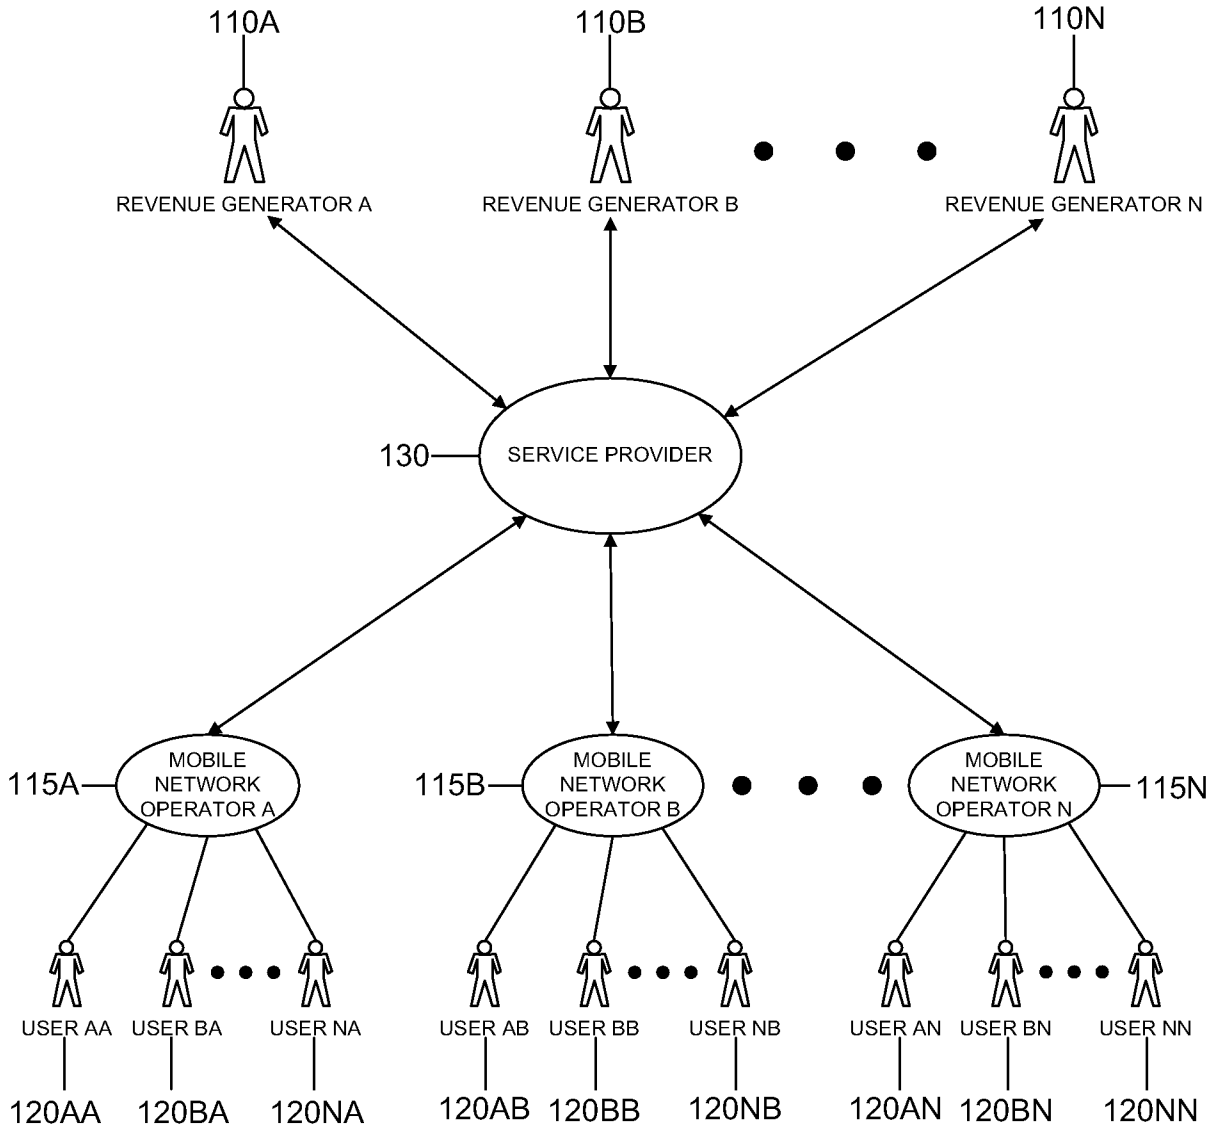 110A
110B
110N
REVENUE GENERATOR A
REVENUE GENERATOR B
REVENUE GENERATOR N
130
SERVICE PROVIDER
115A
MOBILE
NETWORK
OPERATOR A
115B
MOBILE
NETWORK
OPERATOR B
MOBILE
NETWORK
OPERATOR N
115N
USER AA
USER BA
USER NA
USER AB
USER BB
USER NB
USER AN
USER BN
USER NN
120AA
120BA
120NA
120AB
120BB
120NB
120AN
120BN
120NN